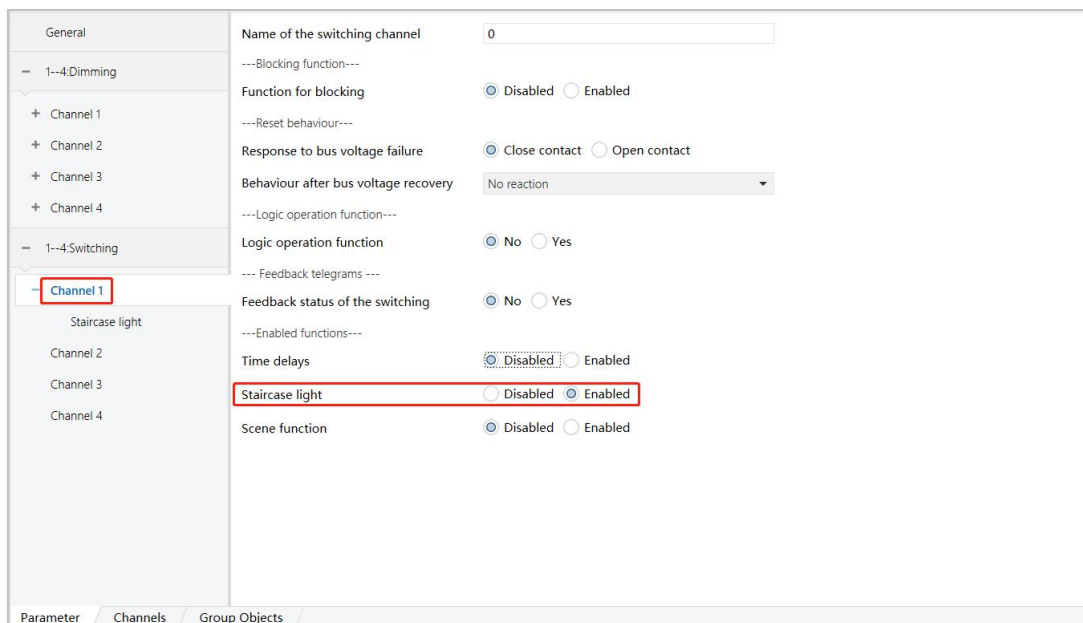 General
1--4:Dimming
Channel 1
Channel 2
Channel 3
Channel 4
1--4:Switching
Channel 1
Staircase light
Channel 2
Channel 3
Channel 4
Name of the switching channel 0
---Blocking function---
Function for blocking Disabled Enabled
---Reset behaviour---
Response to bus voltage failure Close contact Open contact
Behaviour after bus voltage recovery No reaction
---Logic operation function---
Logic operation function No Yes
--- Feedback telegrams ---
Feedback status of the switching No Yes
---Enabled functions---
Time delays Disabled Enabled
Staircase light Disabled Enabled
Scene function Disabled Enabled
Parameter Channels Group Objects